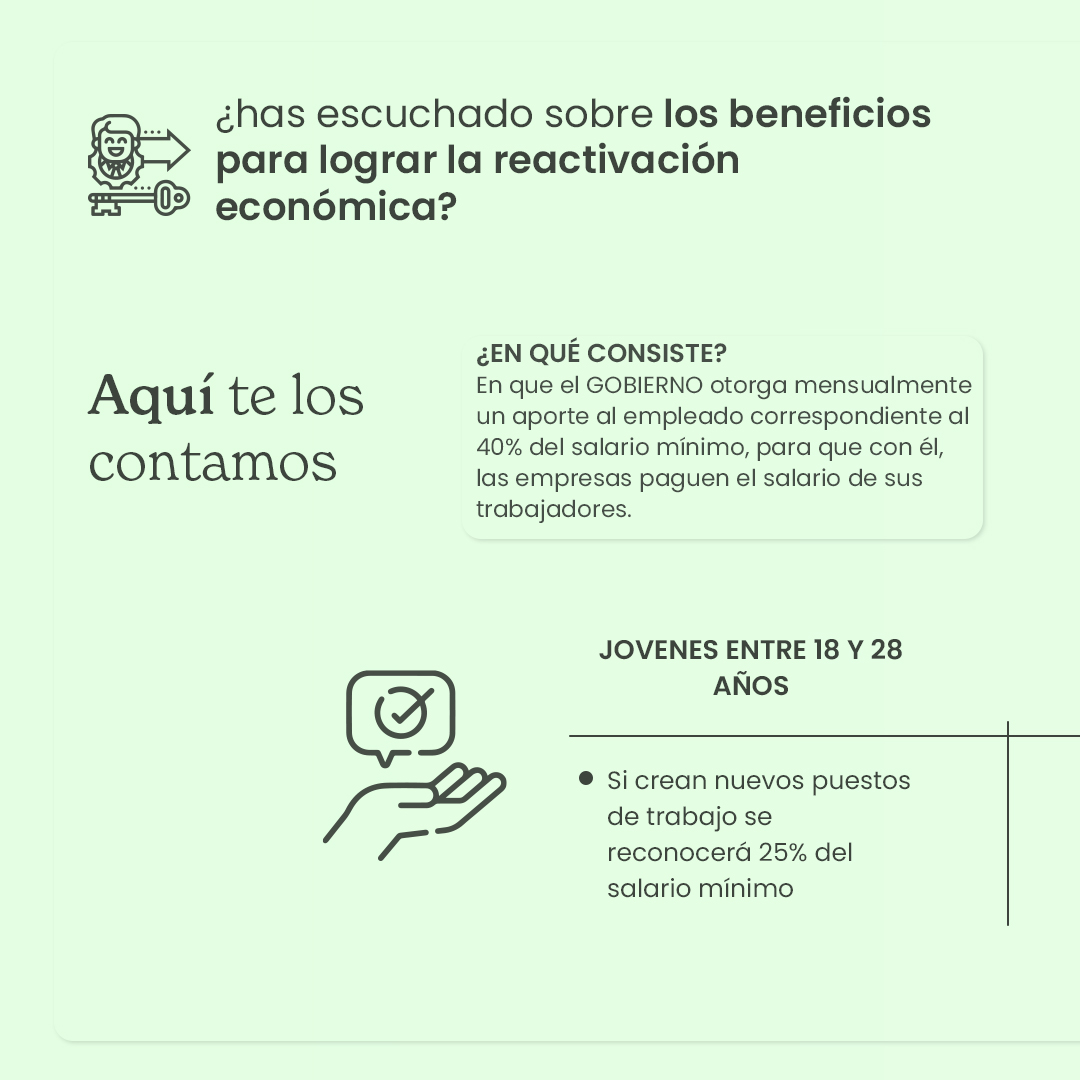 ¿has escuchado sobre los beneficios
para lograr la reactivación
económica?
Aquí te los
contamos
¿EN QUÉ CONSISTE?
En que el GOBIERNO otorga mensualmente
un aporte al empleado correspondiente al
40% del salario mínimo, para que con él,
las empresas paguen el salario de sus
trabajadores.
JOVENES ENTRE 18 Y 28
AÑOS
Si crean nuevos puestos
de trabajo se
reconocerá 25% del
salario mínimo